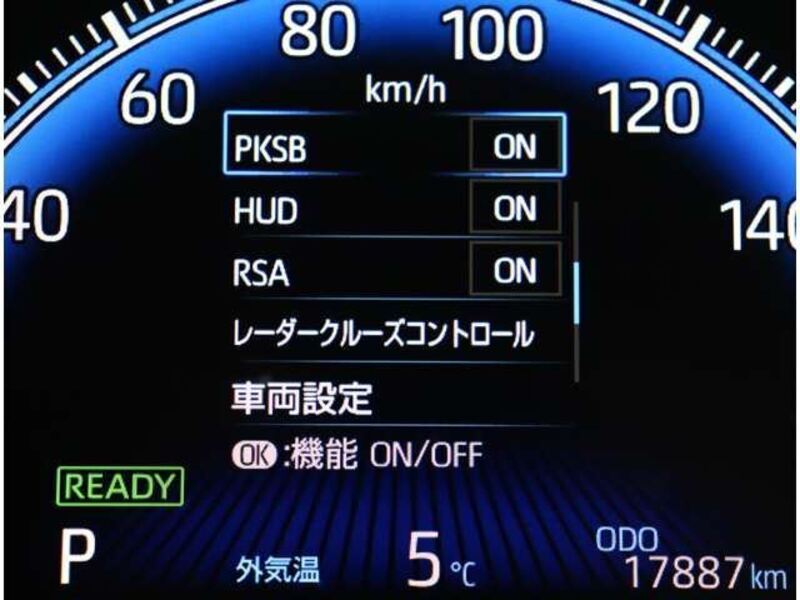 80 100
km/h
60 120
40 140
PKSB ON
HUD ON
RSA ON
レーダークルーズコントロール
車両設定
OK:機能 ON/OFF
READY
P 外気温 5℃ ODO
17887km